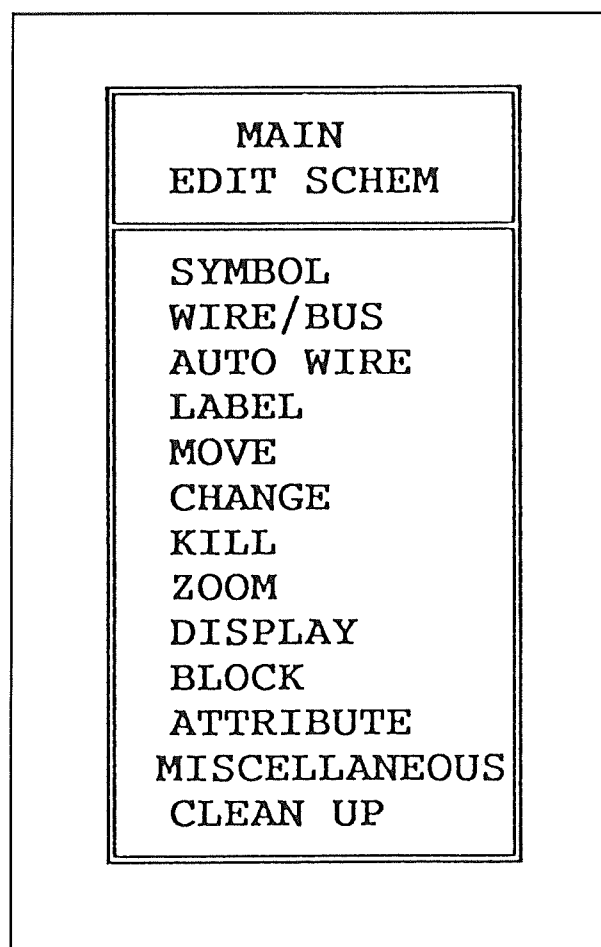 MAIN
EDIT SCHEM
SYMBOL
WIRE/BUS
AUTO WIRE
LABEL
MOVE
CHANGE
KILL
ZOOM
DISPLAY
BLOCK
ATTRIBUTE
MISCELLANEOUS
CLEAN UP